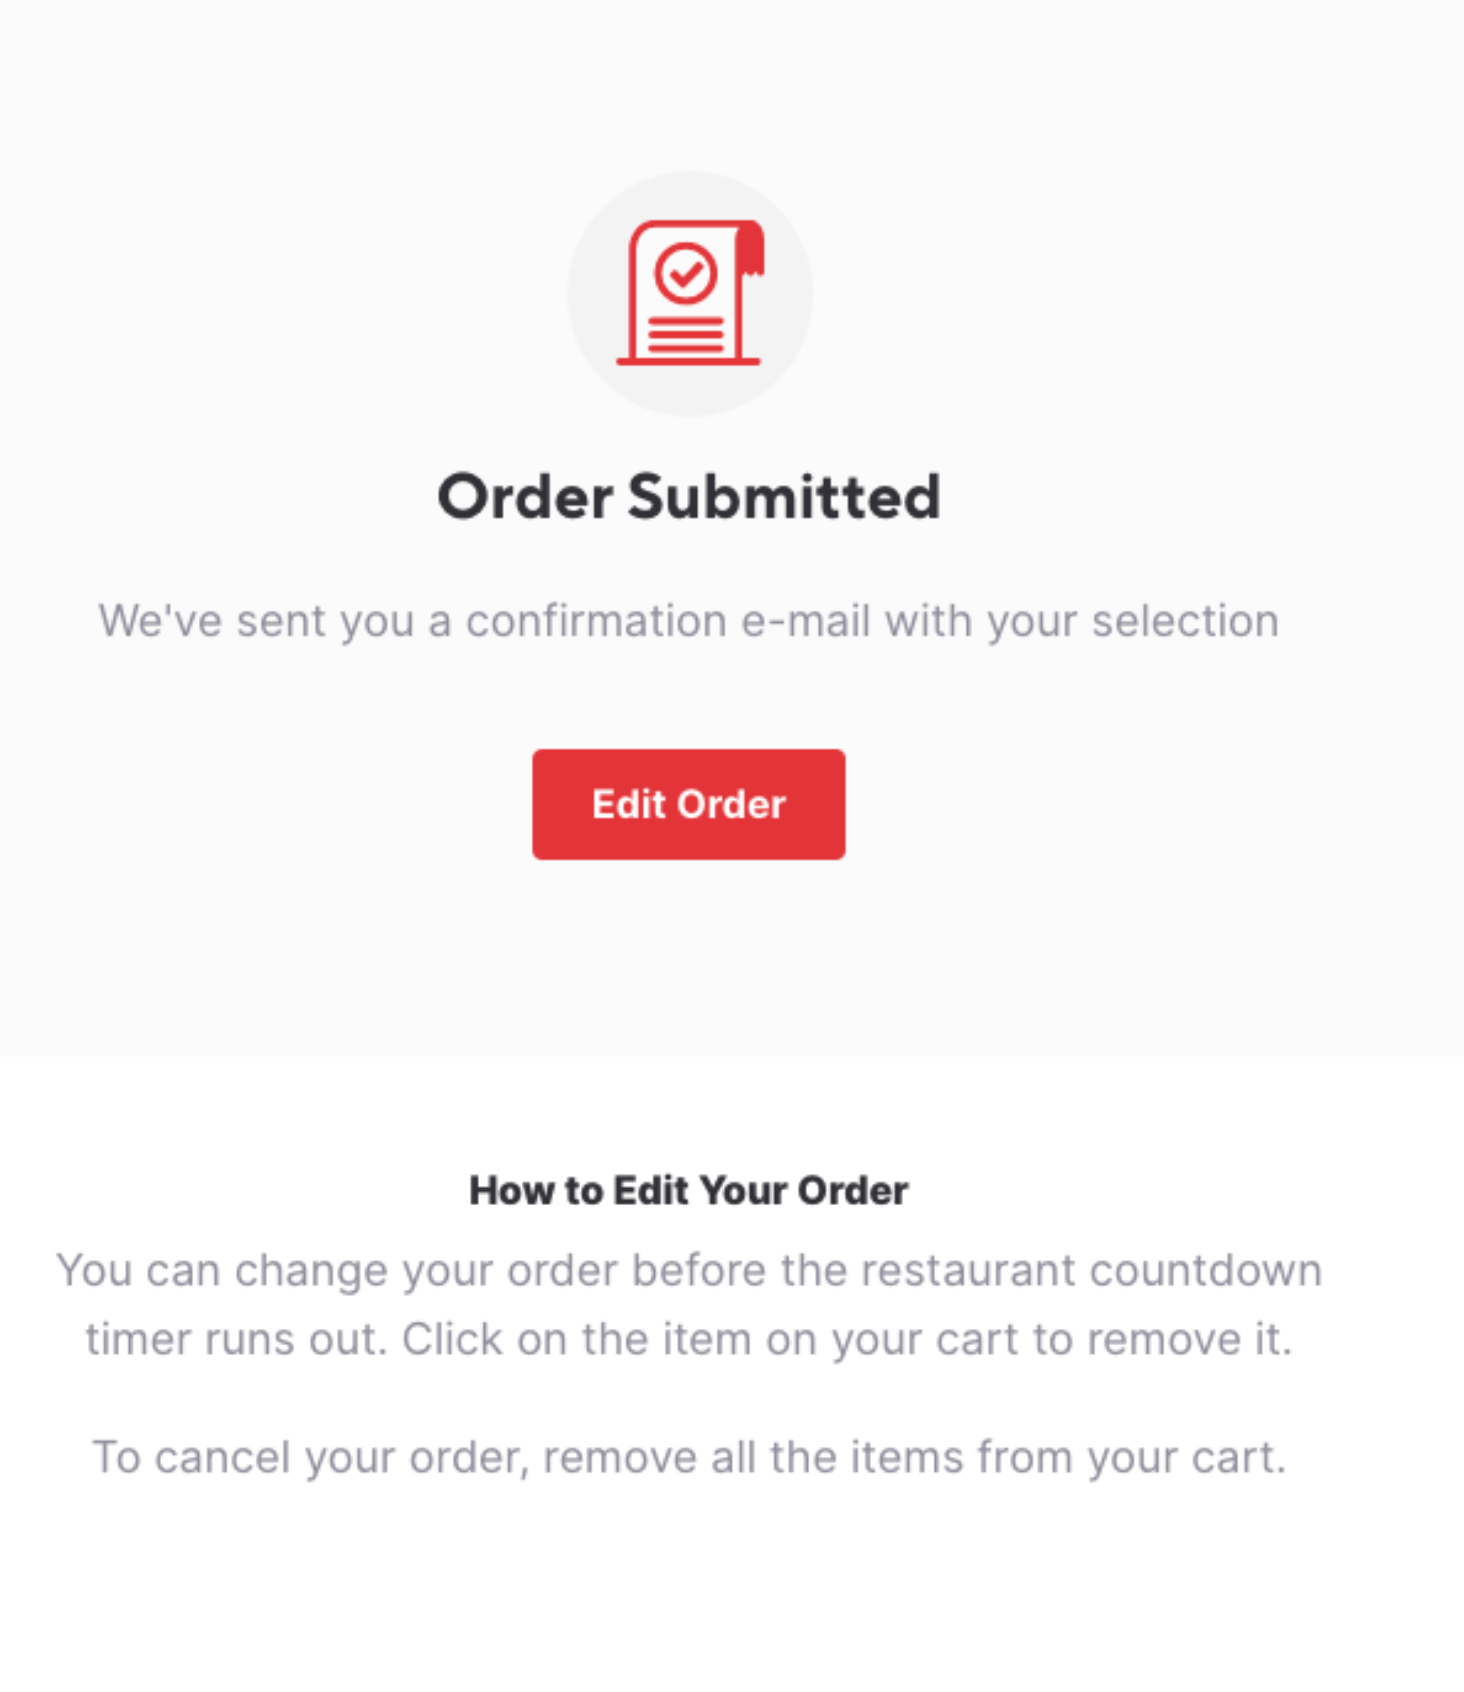 Order Submitted
We've sent you a confirmation e-mail with your selection
Edit Order
How to Edit Your Order
You can change your order before the restaurant countdown
timer runs out. Click on the item on your cart to remove it.
To cancel your order, remove all the items from your cart.